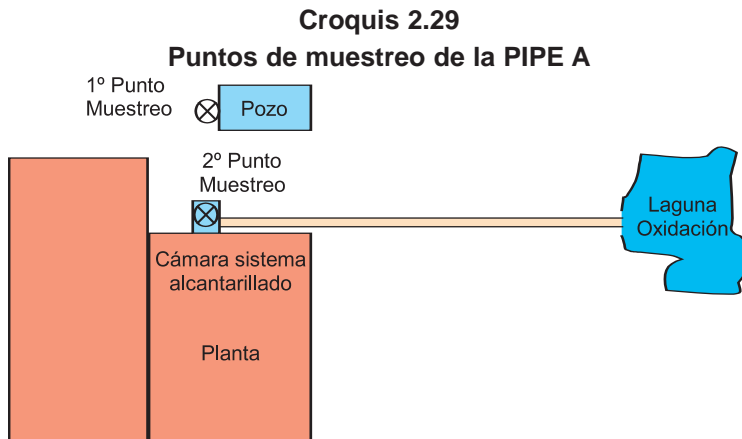 Croquis 2.29
Puntos de muestreo de la PIPE A
1º Punto
Muestreo
Pozo
2º Punto
Muestreo
Laguna
Oxidación
Cámara sistema
alcantarillado
Planta